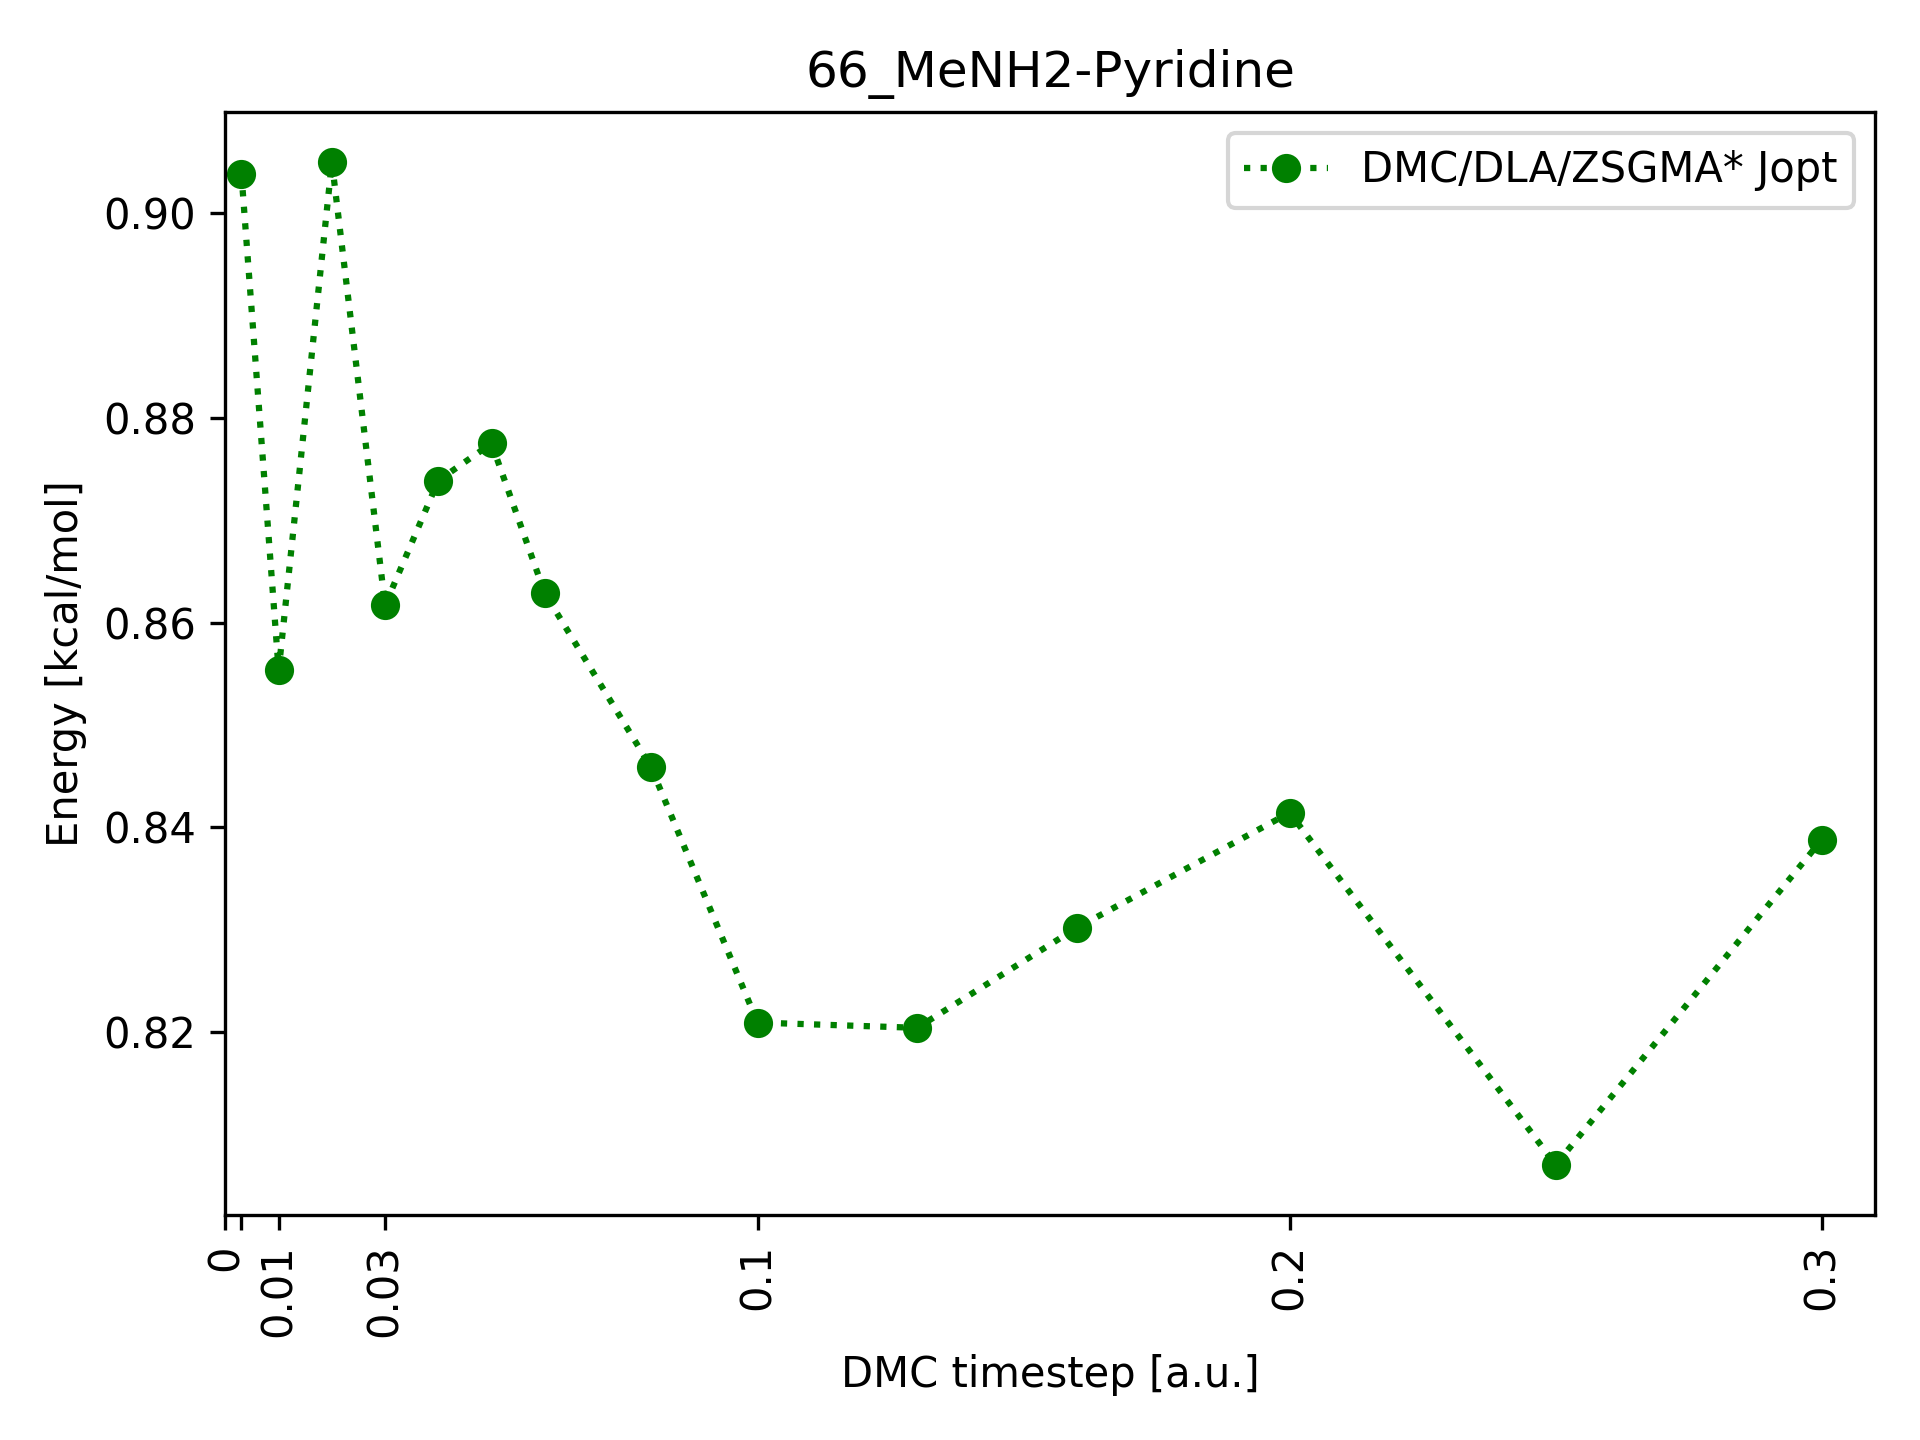 66_MeNH2-Pyridine
DMC/DLA/ZSGMA* Jopt
Energy [kcal/mol]
0.90
0.88
0.86
0.84
0.82
0
0.01
0.03
0.1
0.2
0.3
DMC timestep [a.u.]